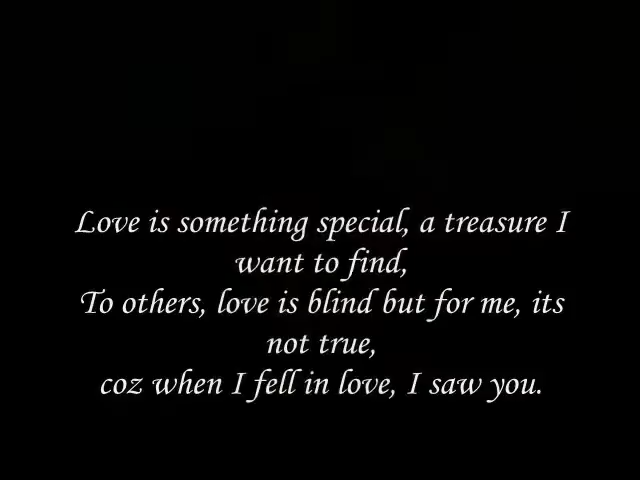 Love is something special, a treasure I
want to find,
To others, love is blind but for me, its
not true,
coz when I fell in love, I saw you.